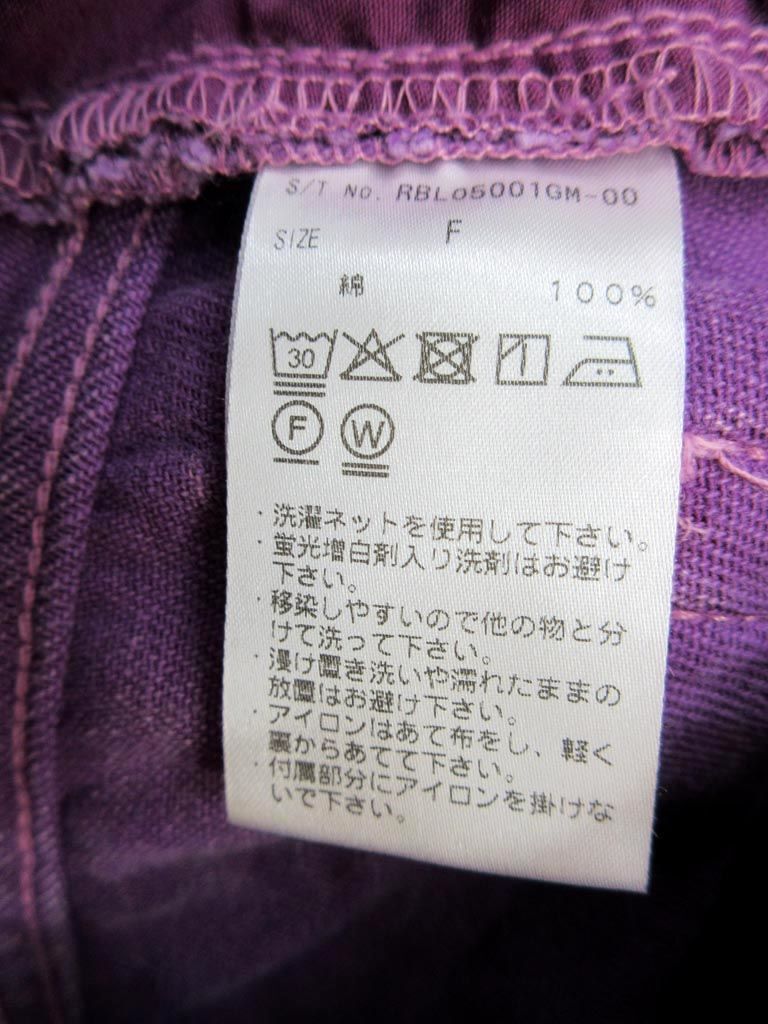 S/T No. RBL05001GM-00
SIZE F
綿 100%
30
F W
・洗濯ネットを使用して下さい。
・蛍光増白剤入り洗剤はお避け
下さい。
・移染しやすいので他の物と分
けて洗って下さい。
・浸け置き洗いや濡れたままの
放置はお避け下さい。
・アイロンはあて布をし、軽く
裏からあてて下さい。
・付属部分にアイロンを掛けな
いで下さい。